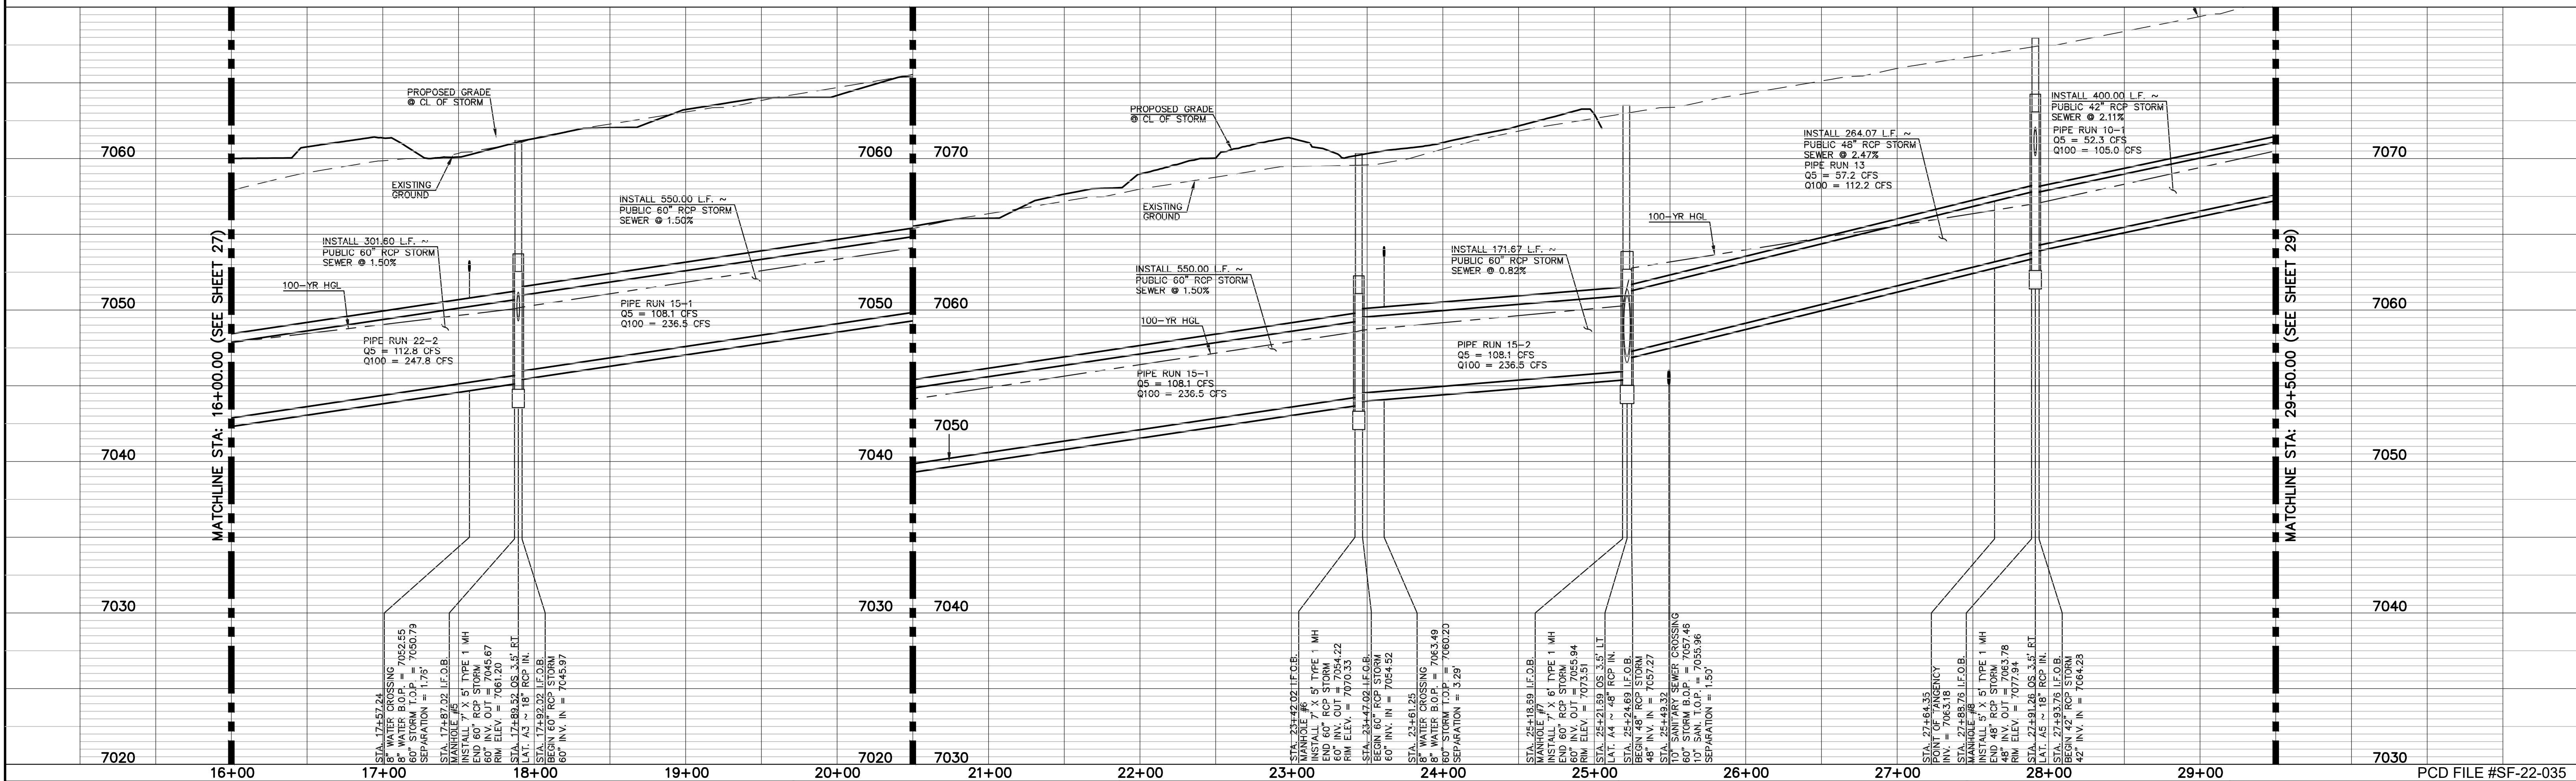 PROPOSED GRADE
@ CL OF STORM
EXISTING
GROUND
INSTALL 301.60 L.F. ~
PUBLIC 60" RCP STORM
SEWER @ 1.50%
100-YR HGL
PIPE RUN 22-2
Q5 = 112.8 CFS
Q100 = 247.8 CFS
INSTALL 550.00 L.F. ~
PUBLIC 60" RCP STORM
SEWER @ 1.50%
PIPE RUN 15-1
Q5 = 108.1 CFS
Q100 = 236.5 CFS
MATCHLINE STA: 16+00.00 (SEE SHEET 27)
7060
7050
7040
7030
7020
7060
7050
7040
7030
7020
7070
7060
7050
7040
7030
PROPOSED GRADE
@ CL OF STORM
EXISTING
GROUND
INSTALL 550.00 L.F. ~
PUBLIC 60" RCP STORM
SEWER @ 1.50%
100-YR HGL
PIPE RUN 15-1
Q5 = 108.1 CFS
Q100 = 236.5 CFS
INSTALL 171.67 L.F. ~
PUBLIC 60" RCP STORM
SEWER @ 0.82%
PIPE RUN 15-2
Q5 = 108.1 CFS
Q100 = 236.5 CFS
100-YR HGL
INSTALL 264.07 L.F. ~
PUBLIC 48" RCP STORM
SEWER @ 2.47%
PIPE RUN 13
Q5 = 57.2 CFS
Q100 = 112.2 CFS
INSTALL 400.00 L.F. ~
PUBLIC 42" RCP STORM
SEWER @ 2.11%
PIPE RUN 10-1
Q5 = 52.3 CFS
Q100 = 105.0 CFS
MATCHLINE STA: 29+50.00 (SEE SHEET 29)
7070
7060
7050
7040
7030
STA. 17+57.24
8" WATER CROSSING
8" WATER B.O.P. = 7052.55
60" STORM T.O.P. = 7050.79
SEPARATION = 1.76'
STA. 17+87.02 I.F.O.B.
MANHOLE #5
INSTALL 7' X 5' TYPE 1 MH
END 60" RCP STORM
60" INV. OUT = 7045.67
RIM ELEV. = 7061.20
STA. 17+89.52 OS 3.5' RT
LAT. A3 ~ 18" RCP IN.
STA. 17+92.02 I.F.O.B.
BEGIN 60" RCP STORM
60" INV. IN = 7045.97
STA. 23+42.02 I.F.O.B.
MANHOLE #6
INSTALL 7' X 5' TYPE 1 MH
END 60" RCP STORM
60" INV. OUT = 7054.22
RIM ELEV. = 7070.33
STA. 23+47.02 I.F.O.B.
BEGIN 60" RCP STORM
60" INV. IN = 7054.52
STA. 23+61.25
8" WATER CROSSING
8" WATER B.O.P. = 7063.49
60" STORM T.O.P. = 7060.20
SEPARATION = 3.29'
STA. 25+18.69 I.F.O.B.
MANHOLE #7
INSTALL 7' X 6' TYPE 1 MH
END 60" RCP STORM
60" INV. OUT = 7055.94
RIM ELEV. = 7073.51
STA. 25+21.69 OS 3.5' LT
LAT. A4 ~ 48" RCP IN.
STA. 25+24.69 I.F.O.B.
BEGIN 48" RCP STORM
48" INV. IN = 7057.27
STA. 25+49.32
10" SANITARY SEWER CROSSING
60" STORM B.O.P. = 7057.46
10" SAN. T.O.P. = 7055.96
SEPARATION = 1.50'
STA. 27+64.35
POINT OF TANGENCY
INV. = 7063.18
STA. 27+88.76 I.F.O.B.
MANHOLE #8
INSTALL 5' X 5' TYPE 1 MH
END 48" RCP STORM
48" INV. OUT = 7063.78
RIM ELEV. = 7077.94
STA. 27+91.26 OS 3.5' RT
LAT. A5 ~ 18" RCP IN.
STA. 27+93.76 I.F.O.B.
BEGIN 42" RCP STORM
42" INV. IN = 7064.28
16+00
17+00
18+00
19+00
20+00
21+00
22+00
23+00
24+00
25+00
26+00
27+00
28+00
29+00
PCD FILE #SF-22-035